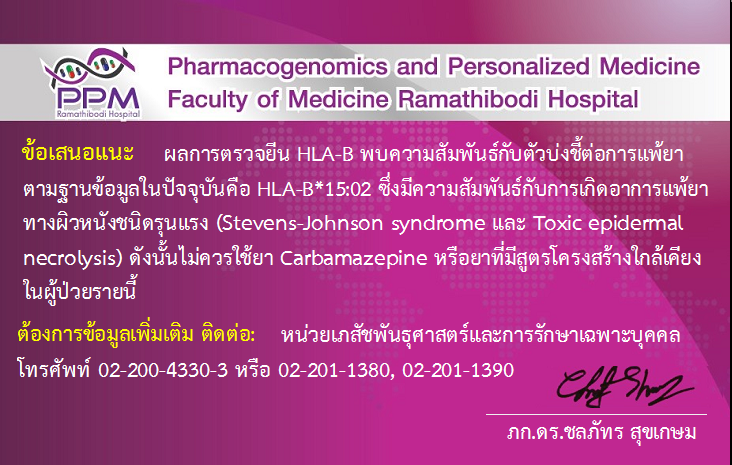 Pharmacogenomics and Personalized Medicine
Faculty of Medicine Ramathibodi Hospital
PPM
Ramathibodi Hospital
ข้อเสนอแนะ ผลการตรวจยีน HLA-B พบความสัมพันธ์กับตัวบ่งชี้ต่อการแพ้ยา
ตามฐานข้อมูลในปัจจุบันคือ HLA-B*15:02 ซึ่งมีความสัมพันธ์กับการเกิดอาการแพ้ยา
ทางผิวหนังชนิดรุนแรง (Stevens-Johnson syndrome และ Toxic epidermal
necrolysis) ดังนั้นไม่ควรใช้ยา Carbamazepine หรือยาที่มีสูตรโครงสร้างใกล้เคียง
ในผู้ป่วยรายนี้
ต้องการข้อมูลเพิ่มเติม ติดต่อ: หน่วยเภสัชพันธุศาสตร์และการรักษาเฉพาะบุคคล
โทรศัพท์ 02-200-4330-3 หรือ 02-201-1380, 02-201-1390
ภก.ดร.ชลภัทร สุขเกษม